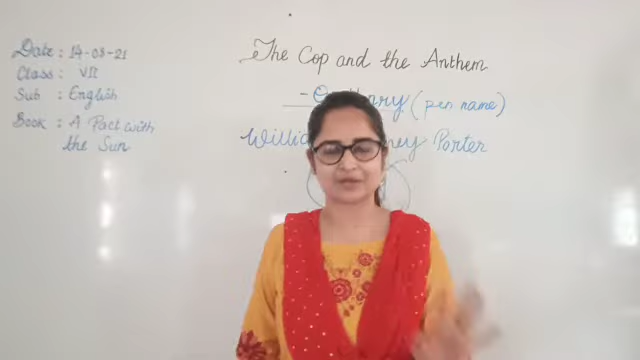 Date : 14-08-21
Class : VII
Sub : English
Book : A Pact with
the Sun
The Cop and the Anthem
(pen name)
Porter